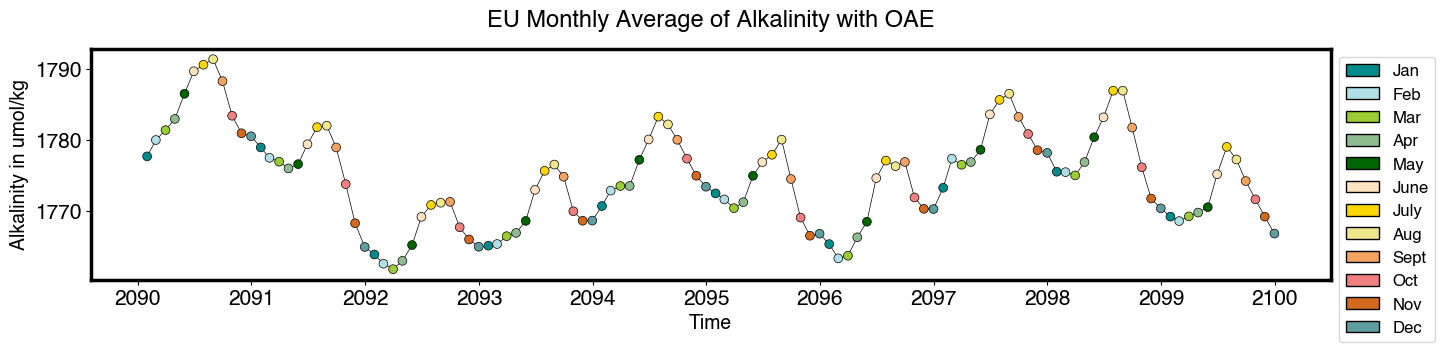 EU Monthly Average of Alkalinity with OAE
Alkalinity in umol/kg
1790
1780
1770
2090 2091 2092 2093 2094 2095 2096 2097 2098 2099 2100
Time
Jan
Feb
Mar
Apr
May
June
July
Aug
Sept
Oct
Nov
Dec